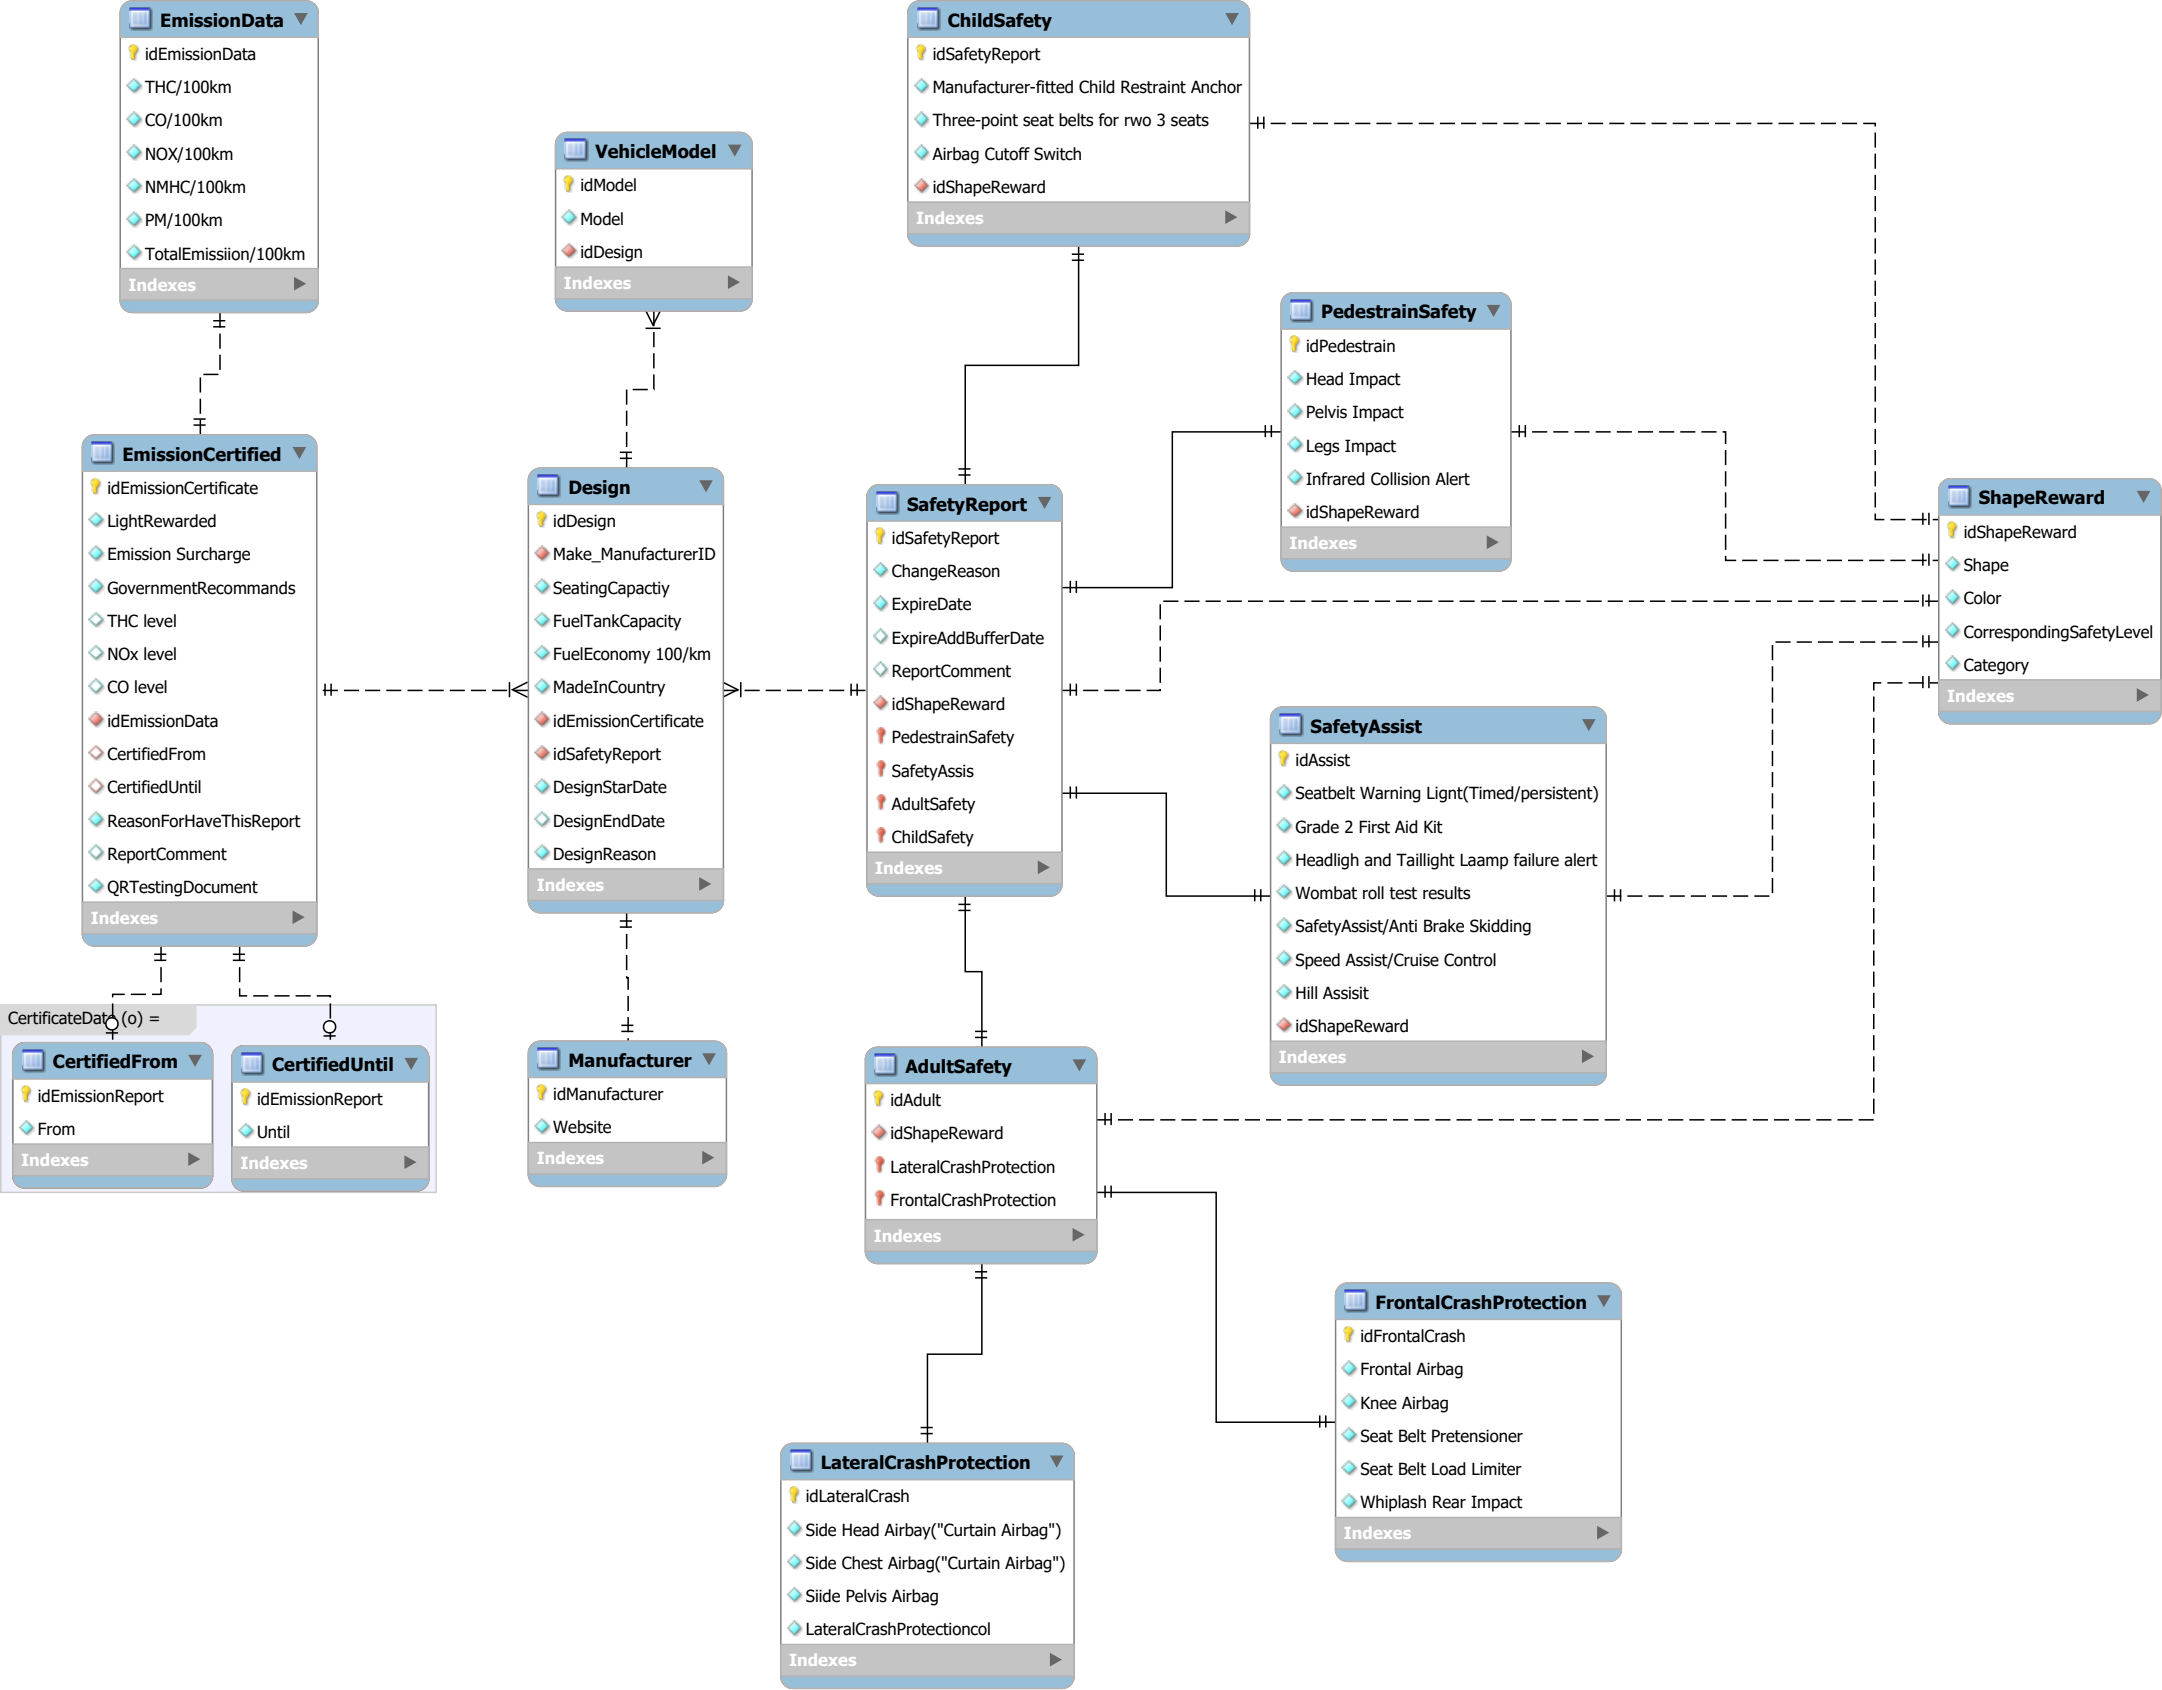 EmissionData
idEmissionData
THC/100km
CO/100km
NOX/100km
NMHC/100km
PM/100km
TotalEmissiion/100km
Indexes
ChildSafety
idSafetyReport
Manufacturer-fitted Child Restraint Anchor
Three-point seat belts for rwo 3 seats
Airbag Cutoff Switch
idShapeReward
Indexes
VehicleModel
idModel
Model
idDesign
Indexes
PedestrainSafety
idPedestrain
Head Impact
Pelvis Impact
Legs Impact
Infrared Collision Alert
idShapeReward
Indexes
EmissionCertified
idEmissionCertificate
LightRewarded
Emission Surcharge
GovernmentRecommands
THC level
NOx level
CO level
idEmissionData
CertifiedFrom
CertifiedUntil
ReasonForHaveThisReport
ReportComment
QRTestingDocument
Indexes
Design
idDesign
Make_ManufacturerID
SeatingCapactiy
FuelTankCapacity
FuelEconomy 100/km
MadeInCountry
idEmissionCertificate
idSafetyReport
DesignStarDate
DesignEndDate
DesignReason
Indexes
SafetyReport
idSafetyReport
ChangeReason
ExpireDate
ExpireAddBufferDate
ReportComment
idShapeReward
PedestrainSafety
SafetyAssis
AdultSafety
ChildSafety
Indexes
ShapeReward
idShapeReward
Shape
Color
CorrespondingSafetyLevel
Category
Indexes
SafetyAssist
idAssist
Seatbelt Warning Lignt(Timed/persistent)
Grade 2 First Aid Kit
Headligh and Taillight Laamp failure alert
Wombat roll test results
SafetyAssist/Anti Brake Skidding
Speed Assist/Cruise Control
Hill Assisit
idShapeReward
Indexes
CertificateDate (o) =
CertifiedFrom
idEmissionReport
From
Indexes
CertifiedUntil
idEmissionReport
Until
Indexes
Manufacturer
idManufacturer
Website
Indexes
AdultSafety
idAdult
idShapeReward
LateralCrashProtection
FrontalCrashProtection
Indexes
FrontalCrashProtection
idFrontalCrash
Frontal Airbag
Knee Airbag
Seat Belt Pretensioner
Seat Belt Load Limiter
Whiplash Rear Impact
Indexes
LateralCrashProtection
idLateralCrash
Side Head Airbay("Curtain Airbag")
Side Chest Airbag("Curtain Airbag")
Siide Pelvis Airbag
LateralCrashProtectioncol
Indexes